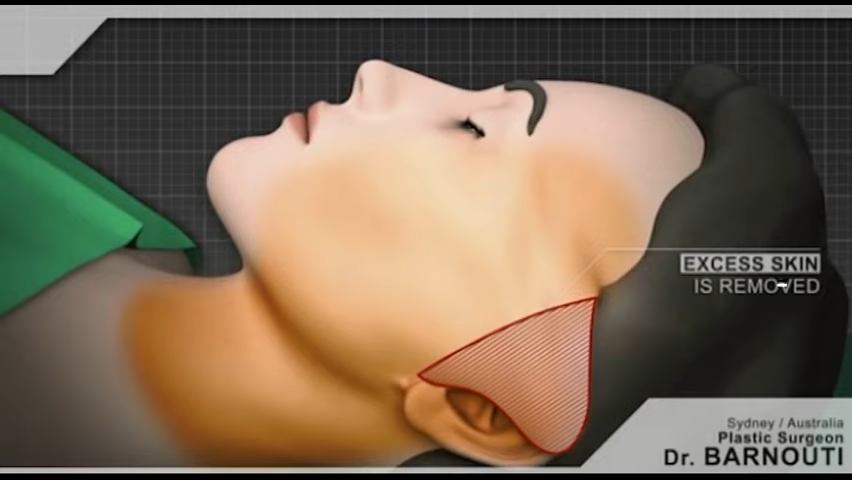 EXCESS SKIN
IS REMOVED
Sydney / Australia
Plastic Surgeon
Dr. BARNOUTI